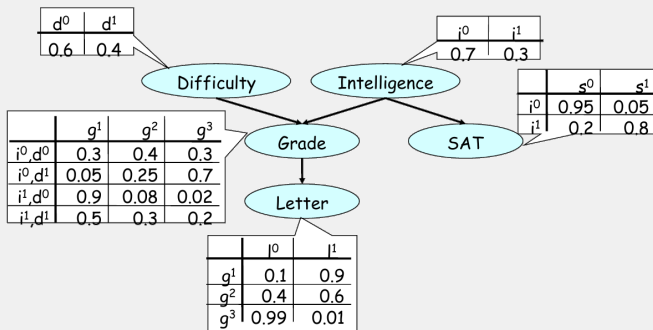 d⁰ d¹
0.6 0.4
i⁰ i¹
0.7 0.3
Difficulty
Intelligence
s⁰ s¹
i⁰ 0.95 0.05
i¹ 0.2 0.8
g¹ g² g³
i⁰,d⁰ 0.3 0.4 0.3
i⁰,d¹ 0.05 0.25 0.7
i¹,d⁰ 0.9 0.08 0.02
i¹,d¹ 0.5 0.3 0.2
Grade
SAT
Letter
l⁰ l¹
g¹ 0.1 0.9
g² 0.4 0.6
g³ 0.99 0.01